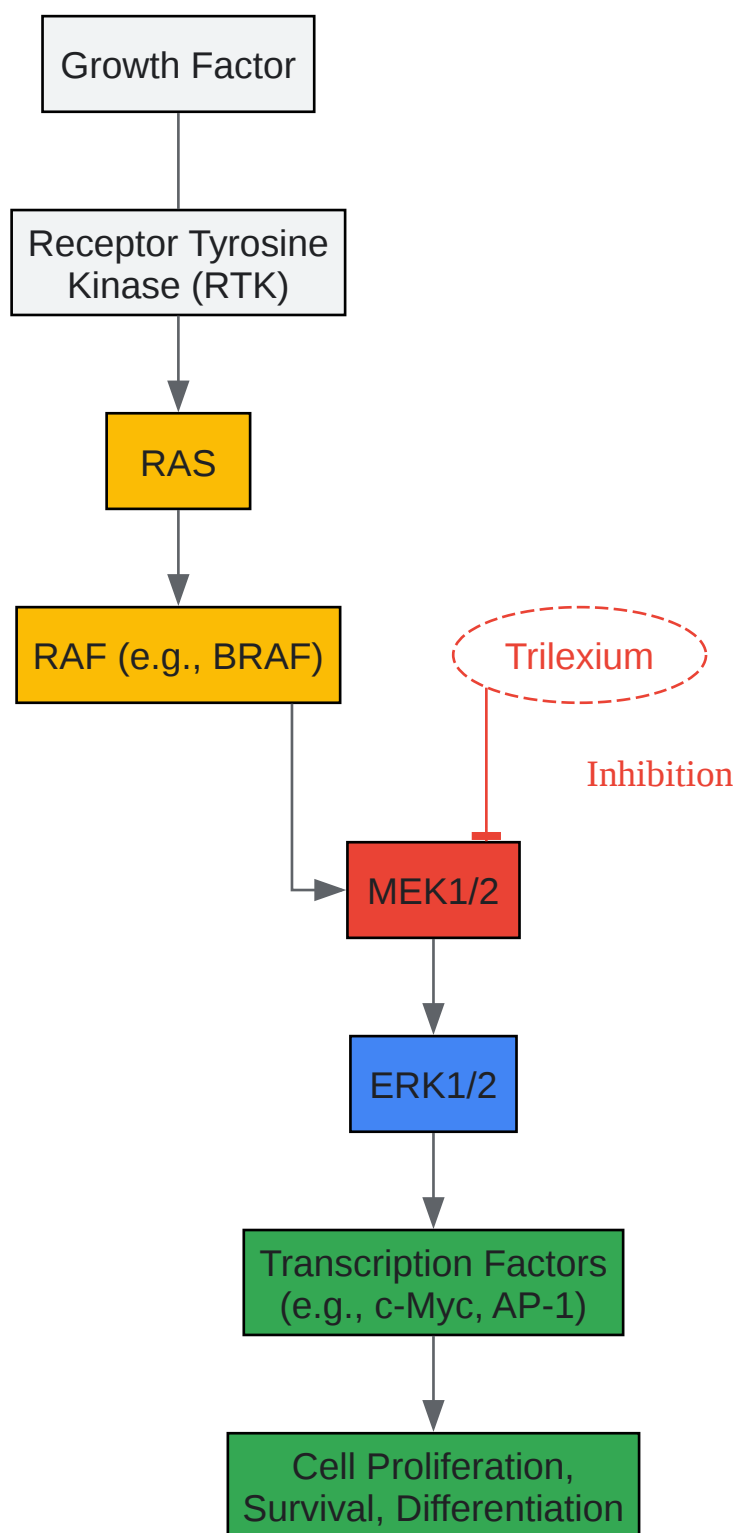 Growth Factor
Receptor Tyrosine
Kinase (RTK)
RAS
RAF (e.g., BRAF)
Trilexium
Inhibition
MEK1/2
ERK1/2
Transcription Factors
(e.g., c-Myc, AP-1)
Cell Proliferation,
Survival, Differentiation